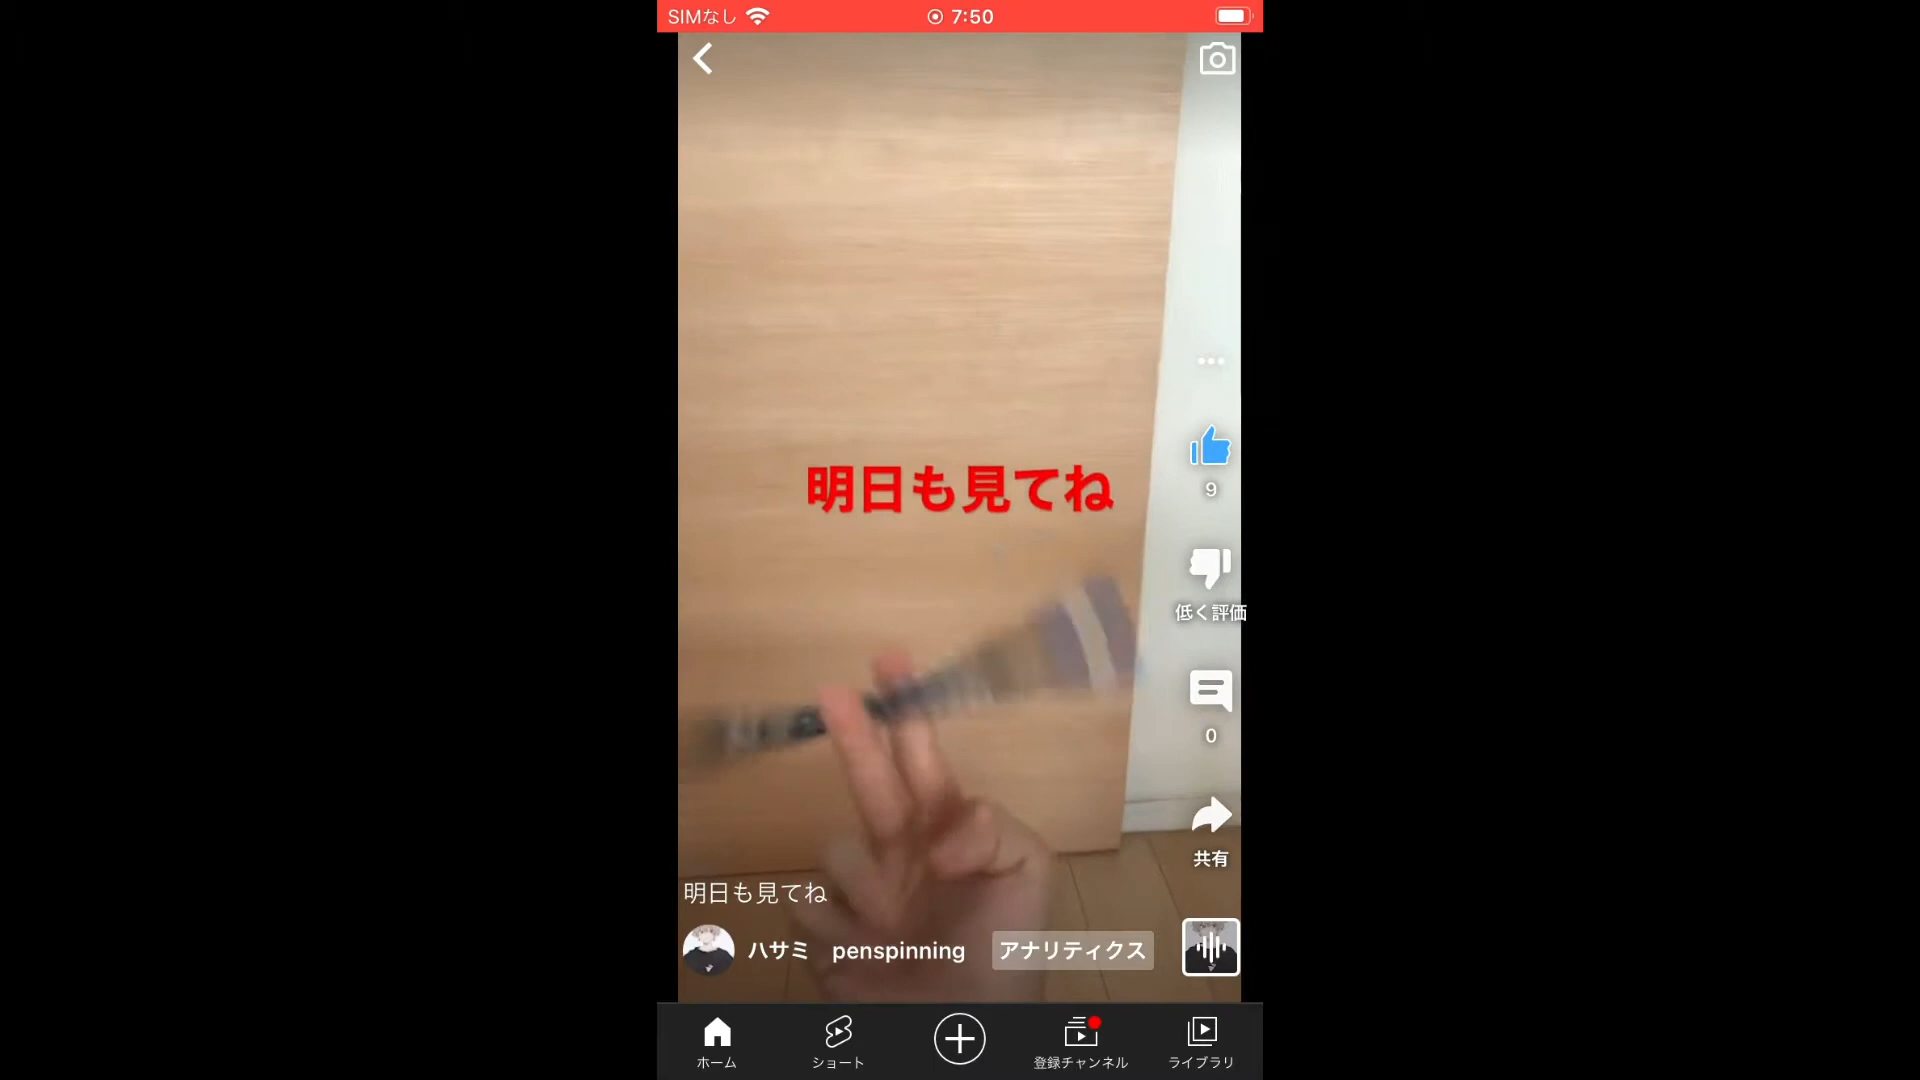 SIMなし 7:50
明日も見てね
9
低く評価
0
共有
明日も見てね
ハサミ penspinning アナリティクス
ホーム ショート 登録チャンネル ライブラリ